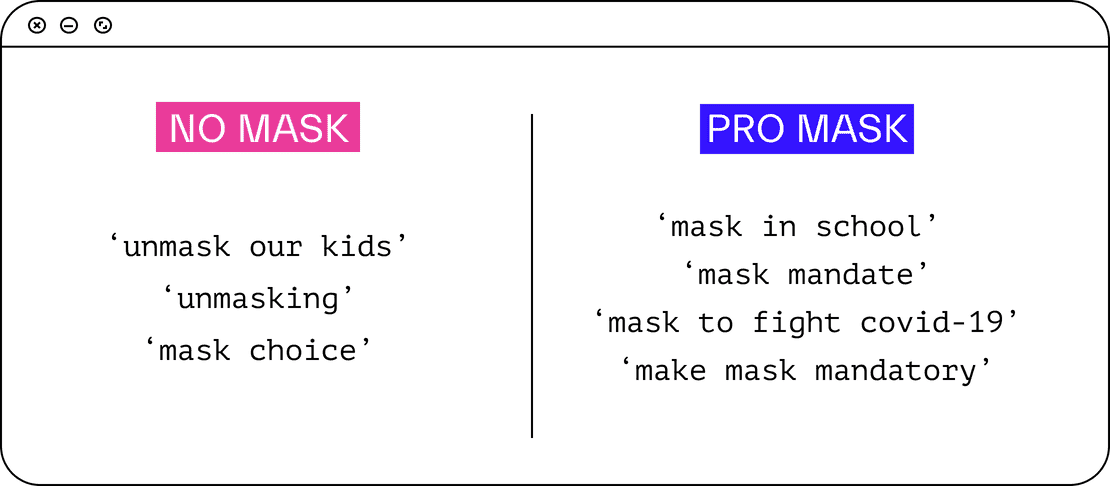 NO MASK
‘unmask our kids’
‘unmasking’
‘mask choice’
PRO MASK
‘mask in school’
‘mask mandate’
‘mask to fight covid-19’
‘make mask mandatory’